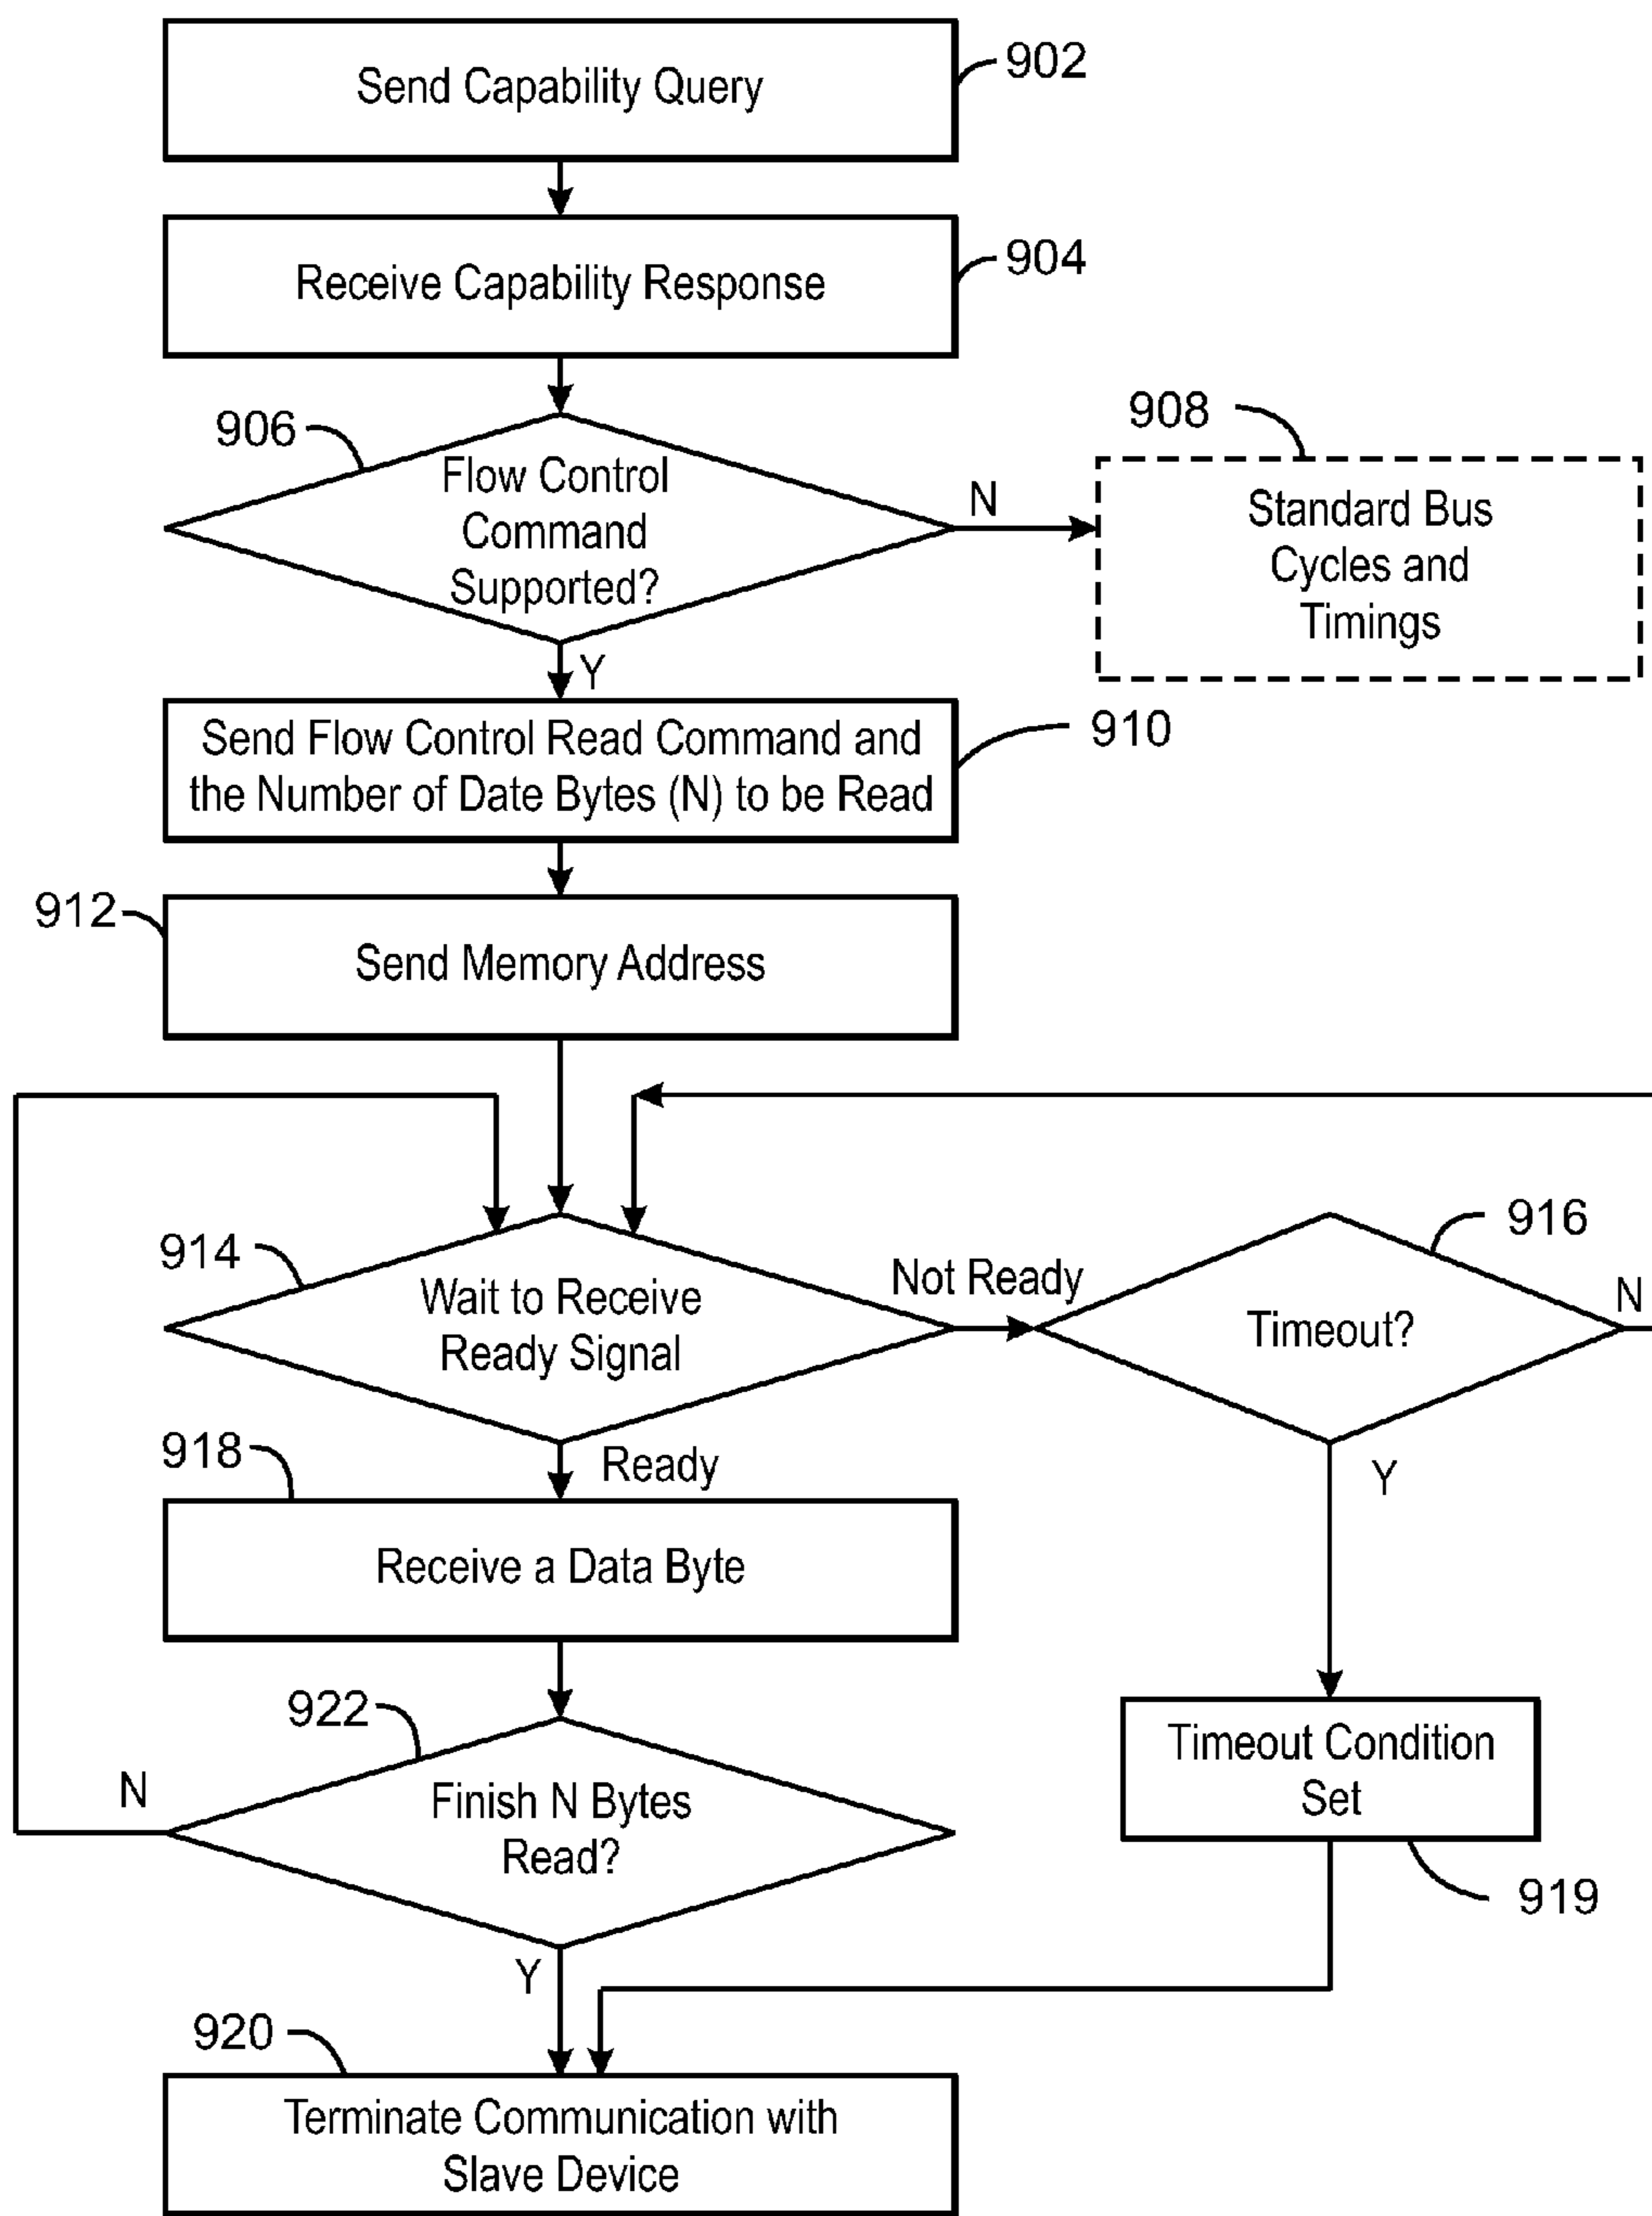 Send Capability Query
902
Receive Capability Response
904
906
Flow Control
Command
Supported?
N
908
Standard Bus
Cycles and
Timings
Y
Send Flow Control Read Command and
the Number of Date Bytes (N) to be Read
910
912
Send Memory Address
914
Wait to Receive
Ready Signal
Not Ready
916
Timeout?
N
Ready
Y
918
Receive a Data Byte
922
Finish N Bytes
Read?
N
Timeout Condition
Set
919
Y
920
Terminate Communication with
Slave Device